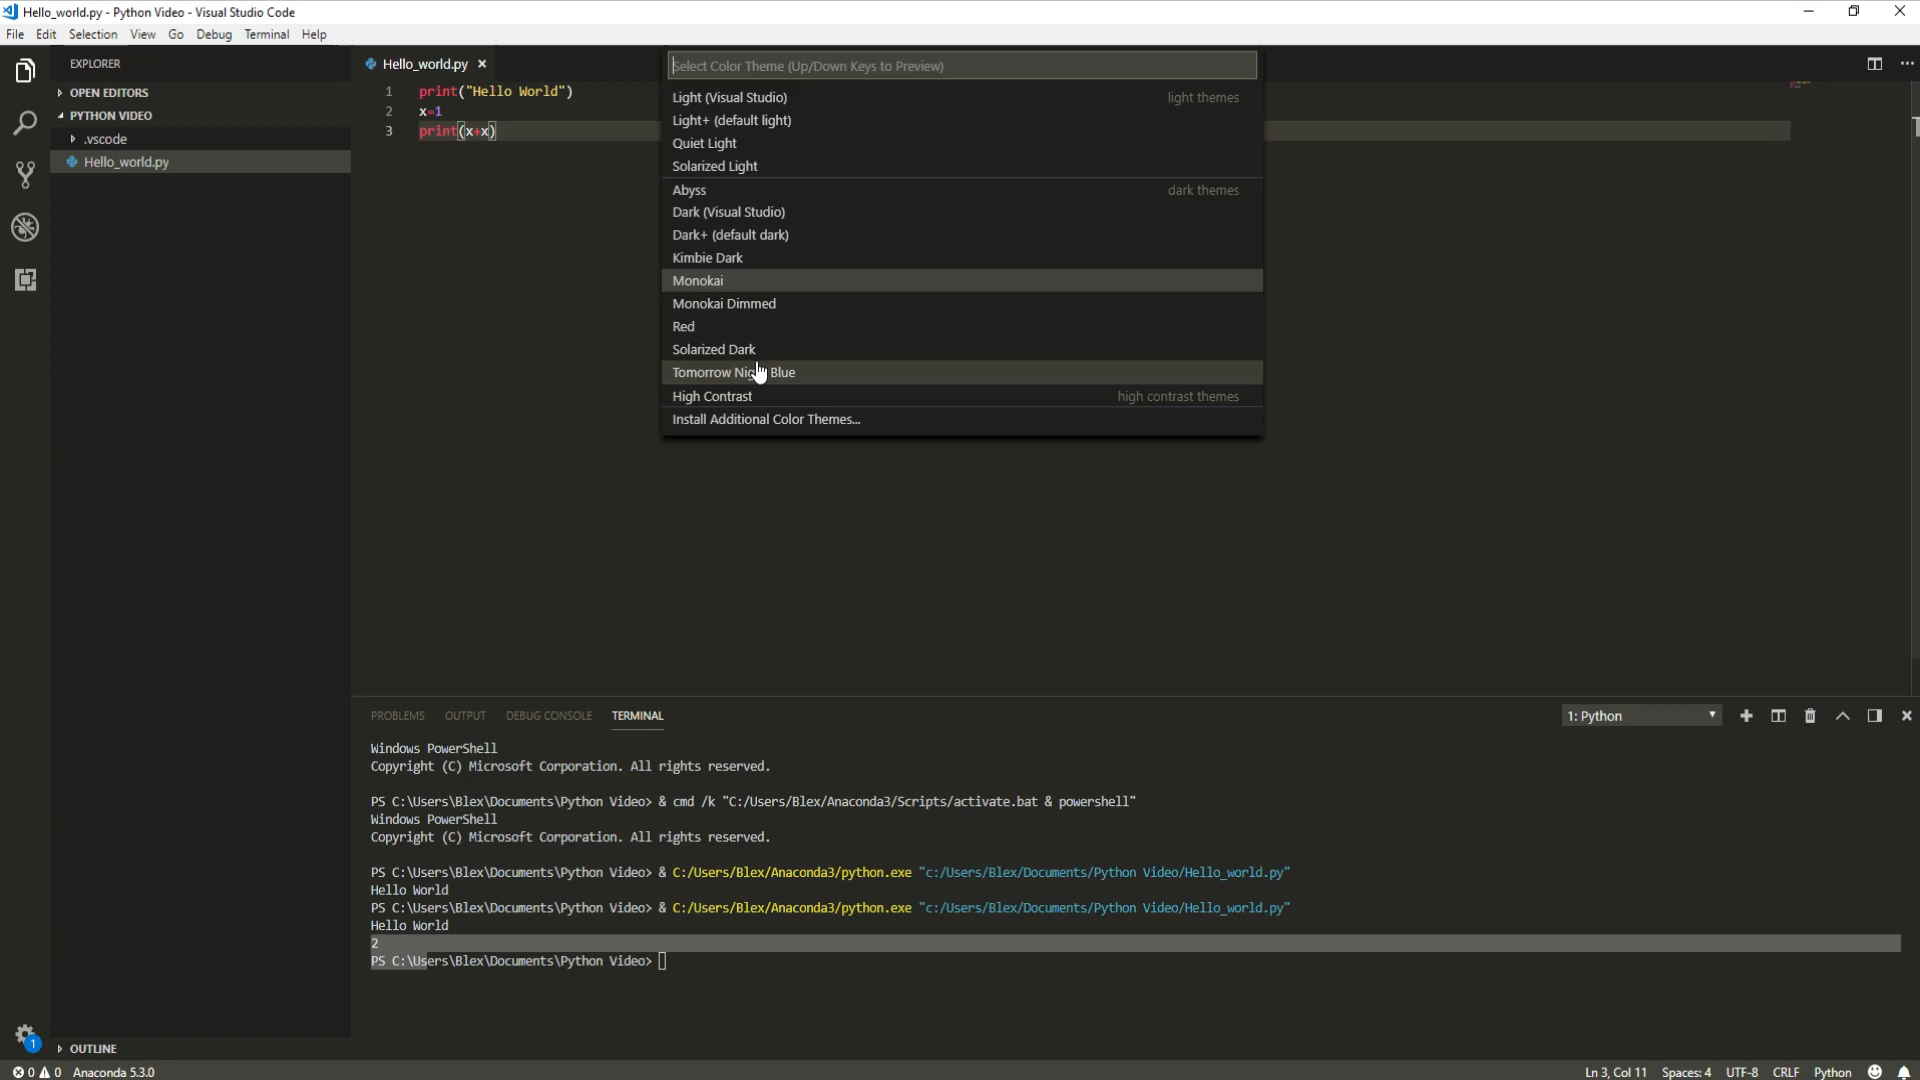 Hello_world.py - Python Video - Visual Studio Code
File Edit Selection View Go Debug Terminal Help
EXPLORER
OPEN EDITORS
PYTHON VIDEO
.vscode
Hello_world.py
Hello_world.py
1 print("Hello World")
2 x=1
3 print(x+x)
Select Color Theme (Up/Down Keys to Preview)
Light (Visual Studio) light themes
Light+ (default light)
Quiet Light
Solarized Light
Abyss dark themes
Dark (Visual Studio)
Dark+ (default dark)
Kimbie Dark
Monokai
Monokai Dimmed
Red
Solarized Dark
Tomorrow Night Blue
High Contrast high contrast themes
Install Additional Color Themes...
PROBLEMS OUTPUT DEBUG CONSOLE TERMINAL 1: Python
Windows PowerShell
Copyright (C) Microsoft Corporation. All rights reserved.
PS C:\Users\Blex\Documents\Python Video> & cmd /k "C:/Users/Blex/Anaconda3/Scripts/activate.bat & powershell"
Windows PowerShell
Copyright (C) Microsoft Corporation. All rights reserved.
PS C:\Users\Blex\Documents\Python Video> & C:/Users/Blex/Anaconda3/python.exe "c:/Users/Blex/Documents/Python Video/Hello_world.py"
Hello World
PS C:\Users\Blex\Documents\Python Video> & C:/Users/Blex/Anaconda3/python.exe "c:/Users/Blex/Documents/Python Video/Hello_world.py"
Hello World
2
PS C:\Users\Blex\Documents\Python Video>
1
OUTLINE
0 0 Anaconda 5.3.0 Ln 3, Col 11 Spaces: 4 UTF-8 CRLF Python